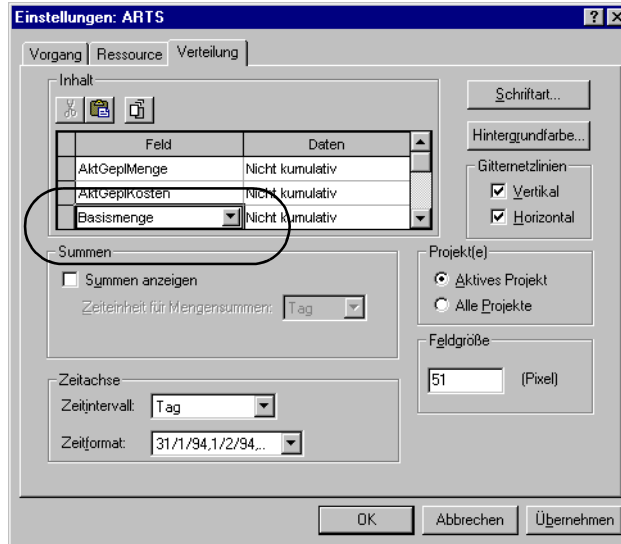 Einstellungen: ARTS
Vorgang Ressource Verteilung
Inhalt
Schriftart...
Feld Daten
Hintergrundfarbe...
AktGeplMenge Nicht kumulativ
Gitternetzlinien
AktGeplKosten Nicht kumulativ
Vertikal
Basismenge Nicht kumulativ
Horizontal
Summen
Projekt(e)
Summen anzeigen
Aktives Projekt
Zeiteinheit für Mengensummen: Tag
Alle Projekte
Feldgröße
51 (Pixel)
Zeitachse
Zeitintervall: Tag
Zeitformat: 31/1/94,1/2/94,..
OK Abbrechen Übernehmen